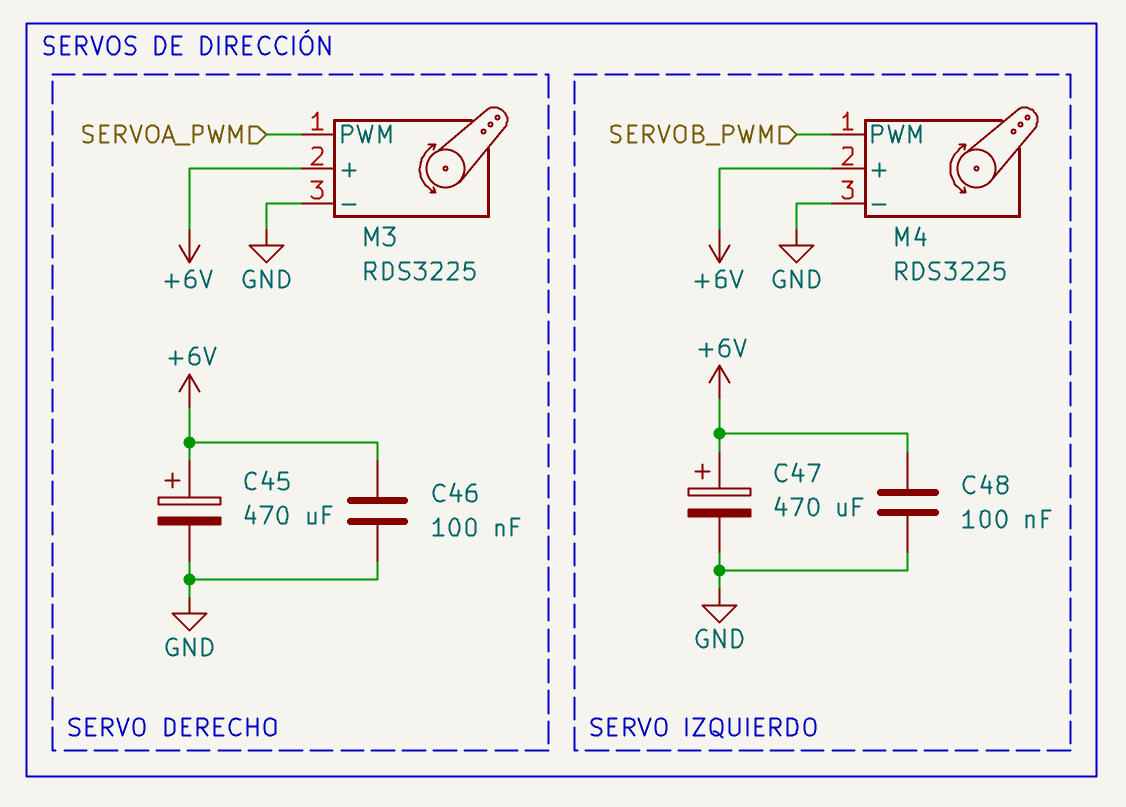 SERVOS DE DIRECCIÓN
SERVOA_PWM
1
PWM
2
+
3
−
+6V
GND
M3
RDS3225
+6V
+
C45
470 uF
C46
100 nF
GND
SERVO DERECHO
SERVOB_PWM
1
PWM
2
+
3
−
+6V
GND
M4
RDS3225
+6V
+
C47
470 uF
C48
100 nF
GND
SERVO IZQUIERDO